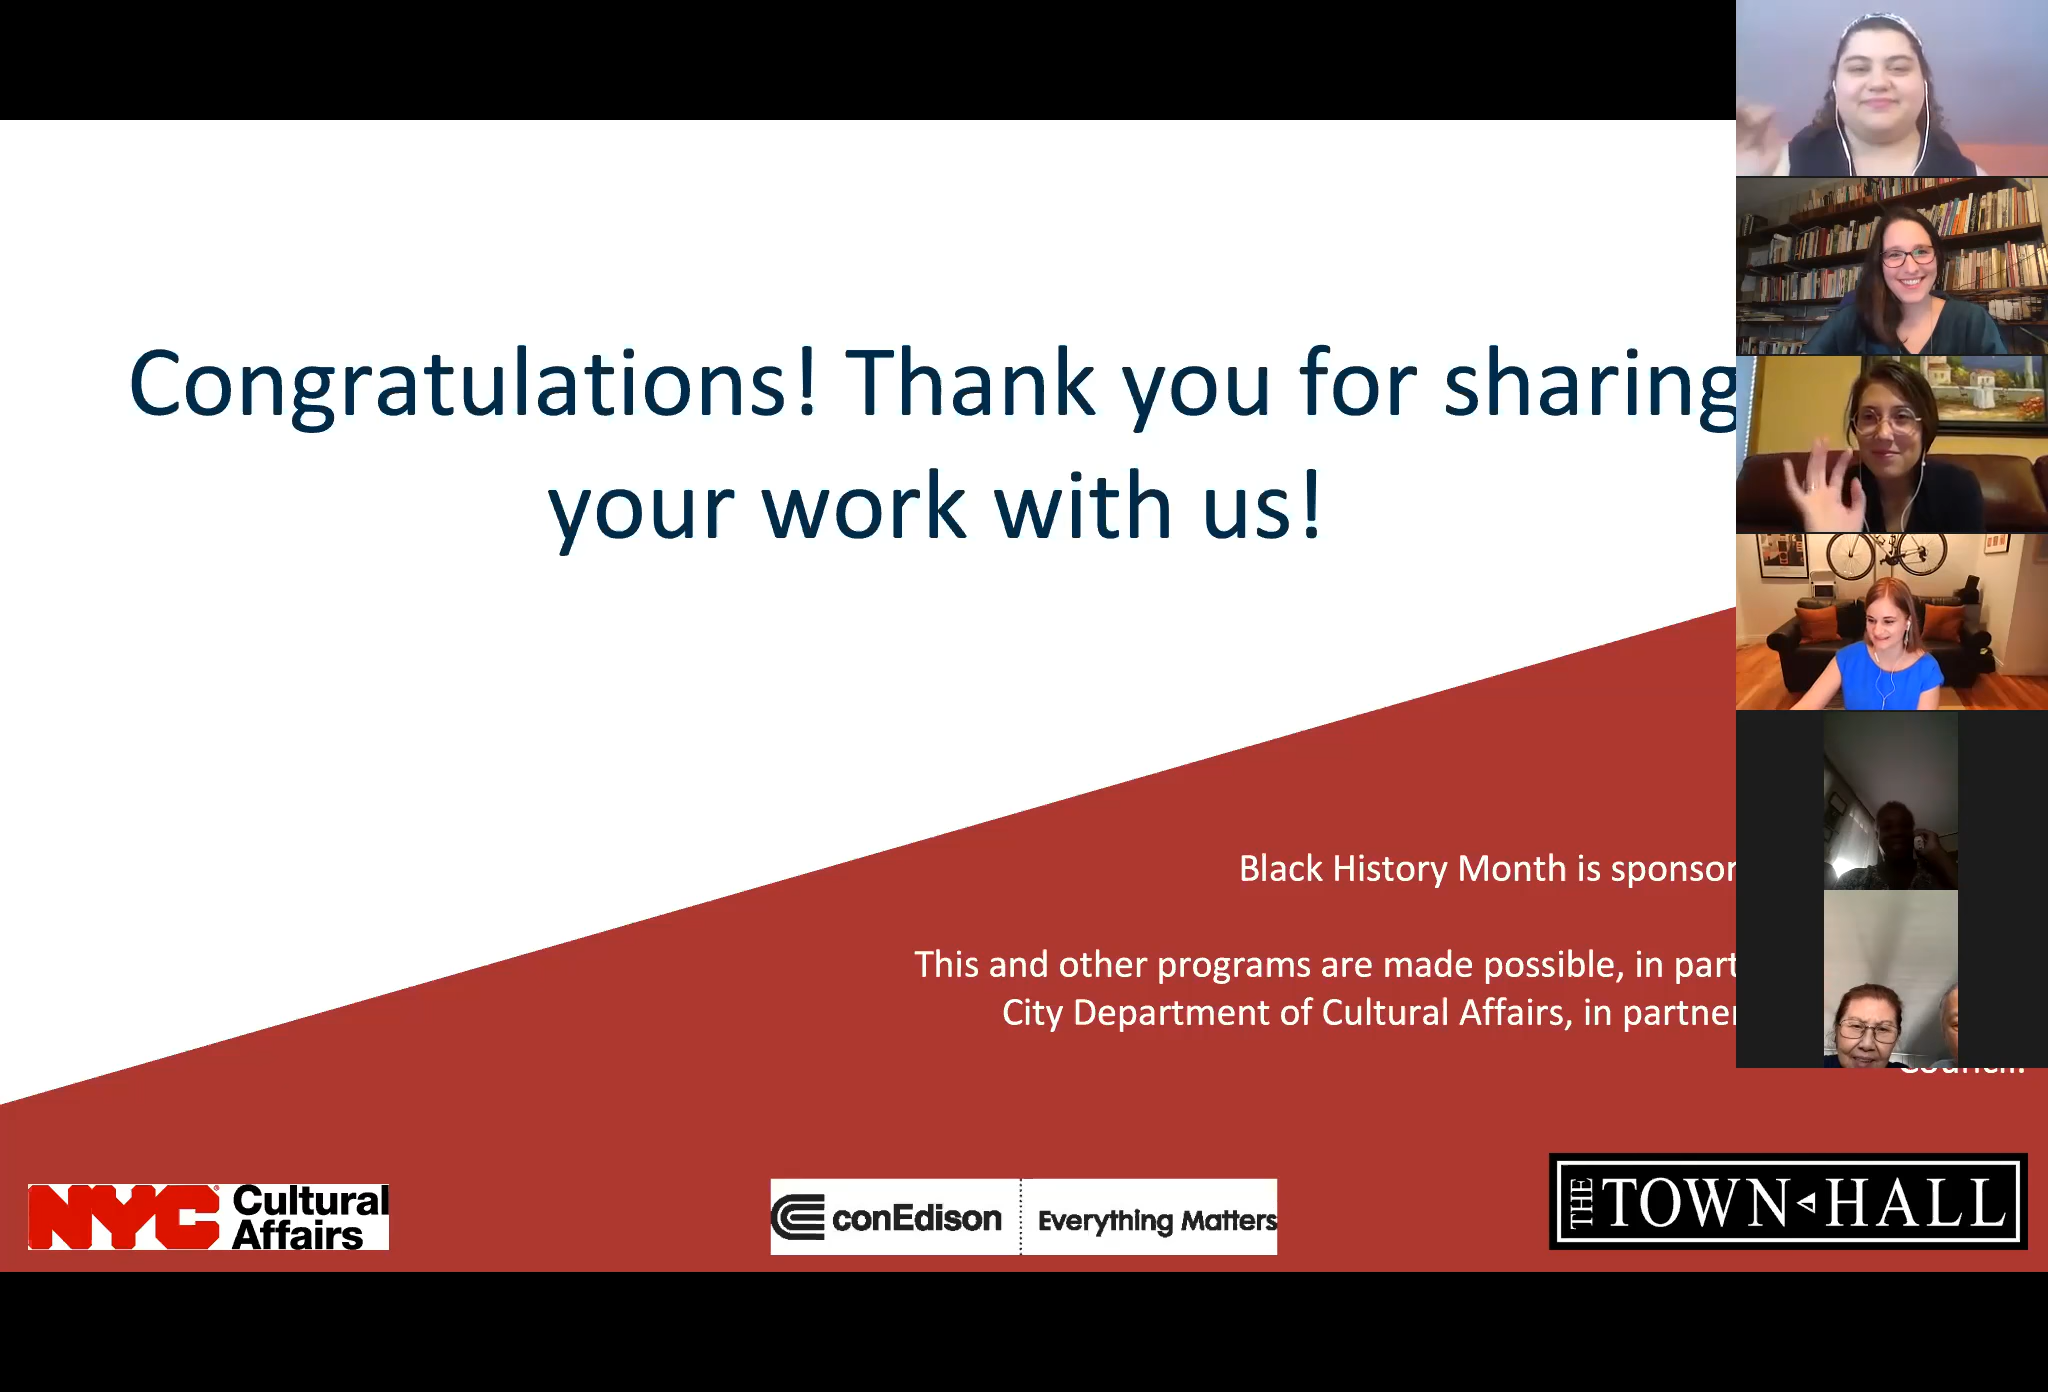 Congratulations! Thank you for sharing
your work with us!
Black History Month is sponsor
This and other programs are made possible, in part
City Department of Cultural Affairs, in partner
Council.
NYC® Cultural
Affairs
conEdison Everything Matters
THE TOWN HALL